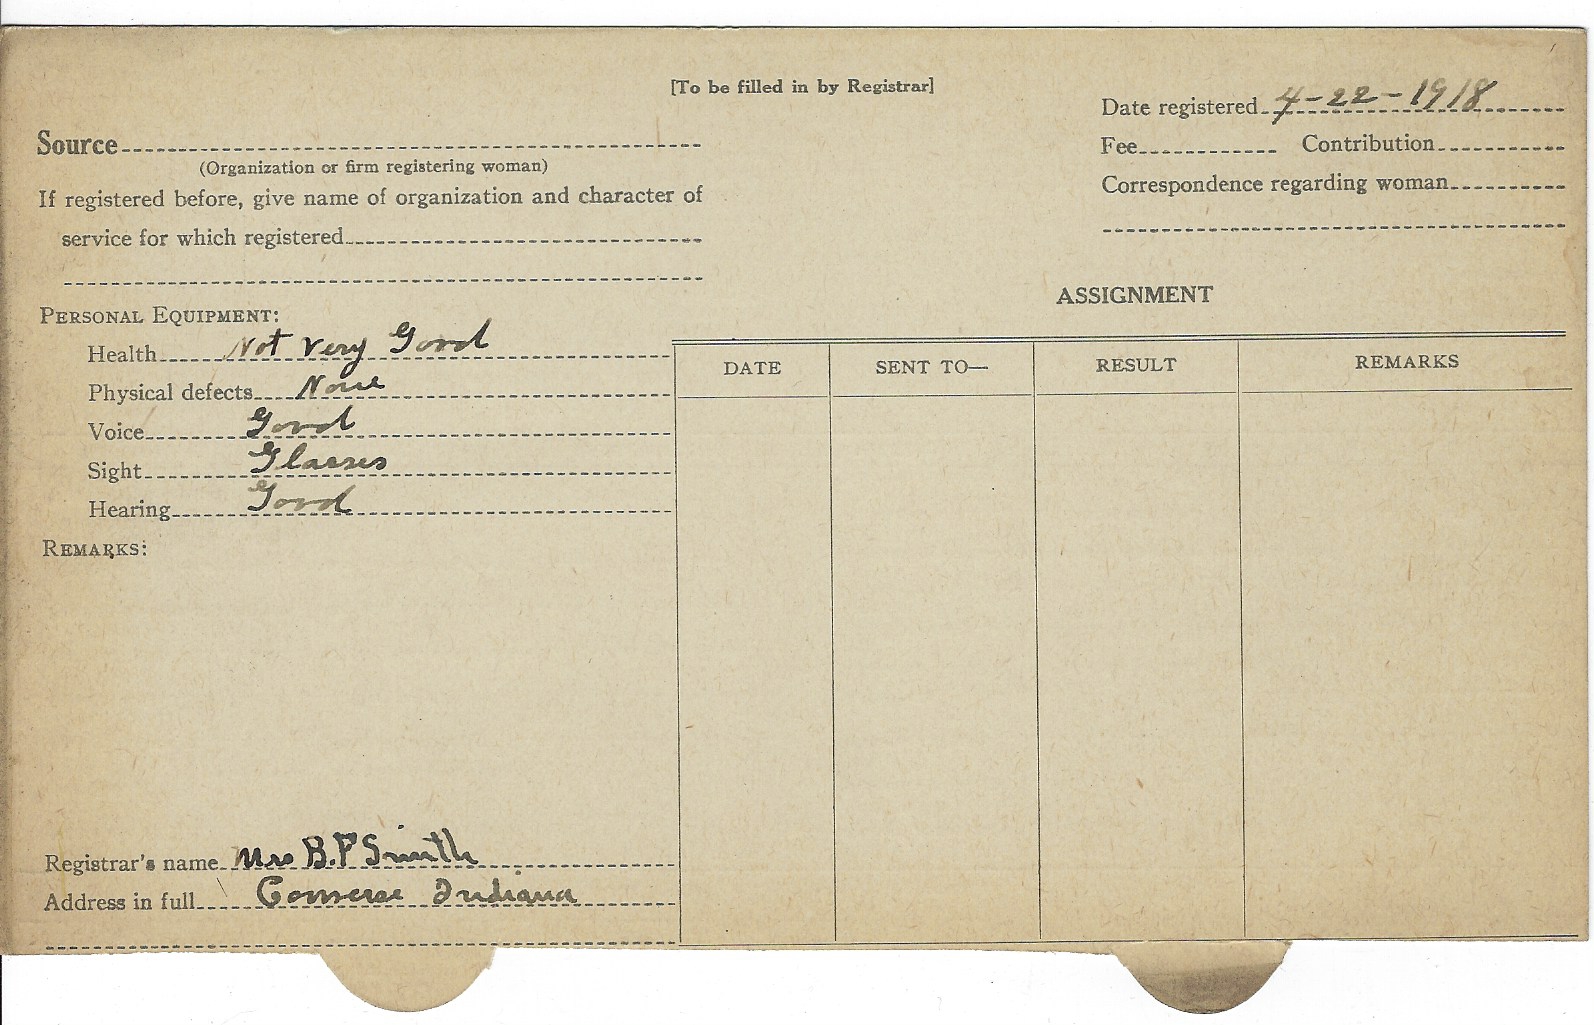 [To be filled in by Registrar]
Date registered 4-22-1918
Source
(Organization or firm registering woman)
Fee Contribution
If registered before, give name of organization and character of
service for which registered
Correspondence regarding woman
ASSIGNMENT
PERSONAL EQUIPMENT:
Health Not Very Good
Physical defects None
Voice Good
Sight Glasses
Hearing Good
REMARKS:
DATE SENT TO— RESULT REMARKS
Registrar's name Mrs B.F Smith
Address in full Converse Indiana